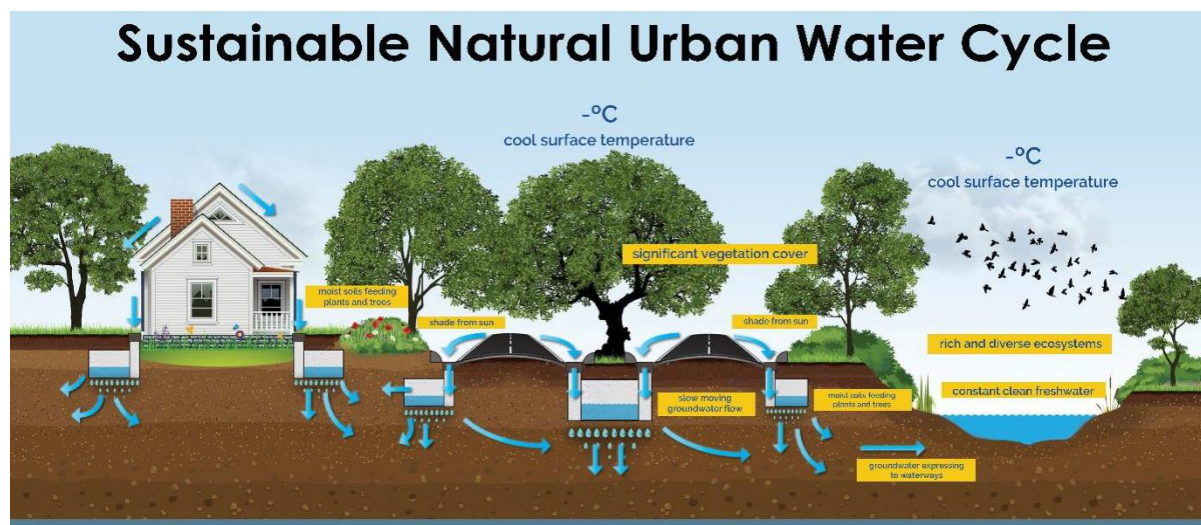 Sustainable Natural Urban Water Cycle
-°C
cool surface temperature
-°C
cool surface temperature
significant vegetation cover
moist soils feeding
plants and trees
shade from sun
shade from sun
rich and diverse ecosystems
constant clean freshwater
slow moving
groundwater flow
moist soils feeding
plants and trees
groundwater expressing
to waterways